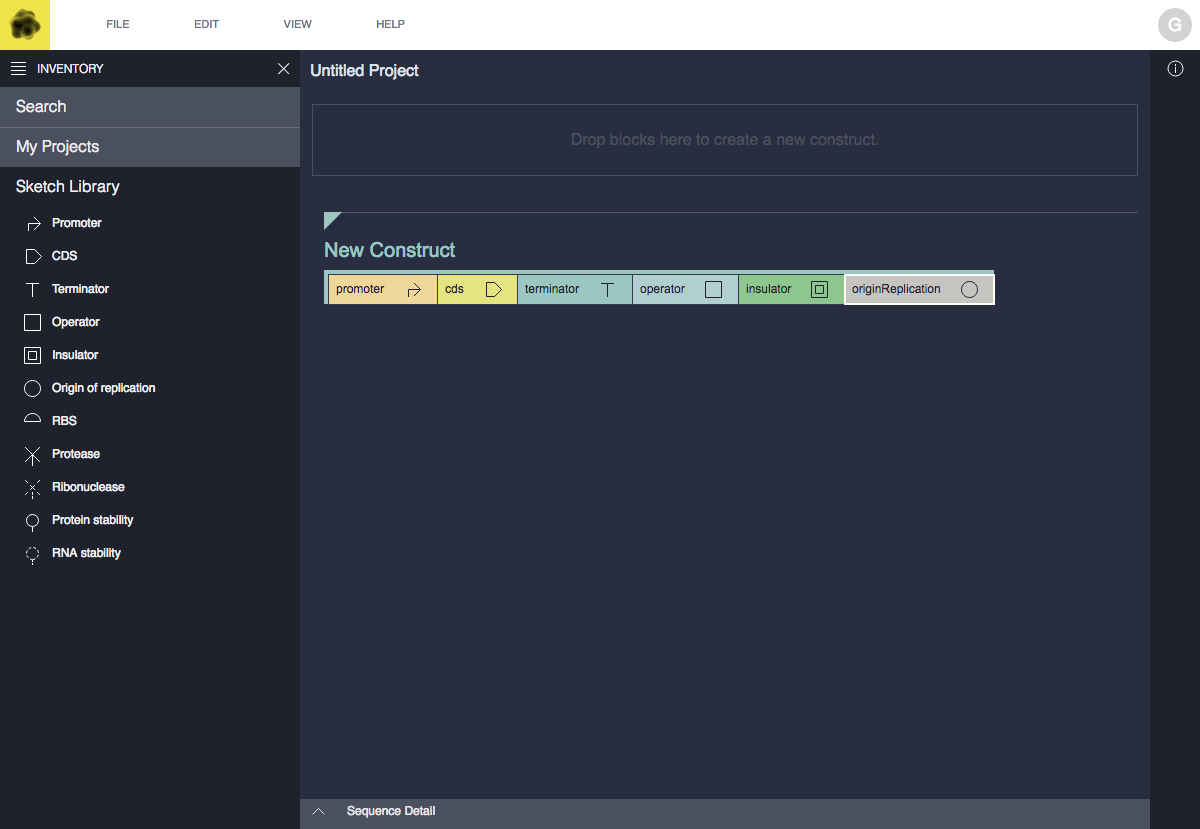 FILE EDIT VIEW HELP G
INVENTORY
Untitled Project
Search
My Projects
Sketch Library
Promoter
CDS
Terminator
Operator
Insulator
Origin of replication
RBS
Protease
Ribonuclease
Protein stability
RNA stability
Drop blocks here to create a new construct.
New Construct
promoter cds terminator operator insulator originReplication
Sequence Detail